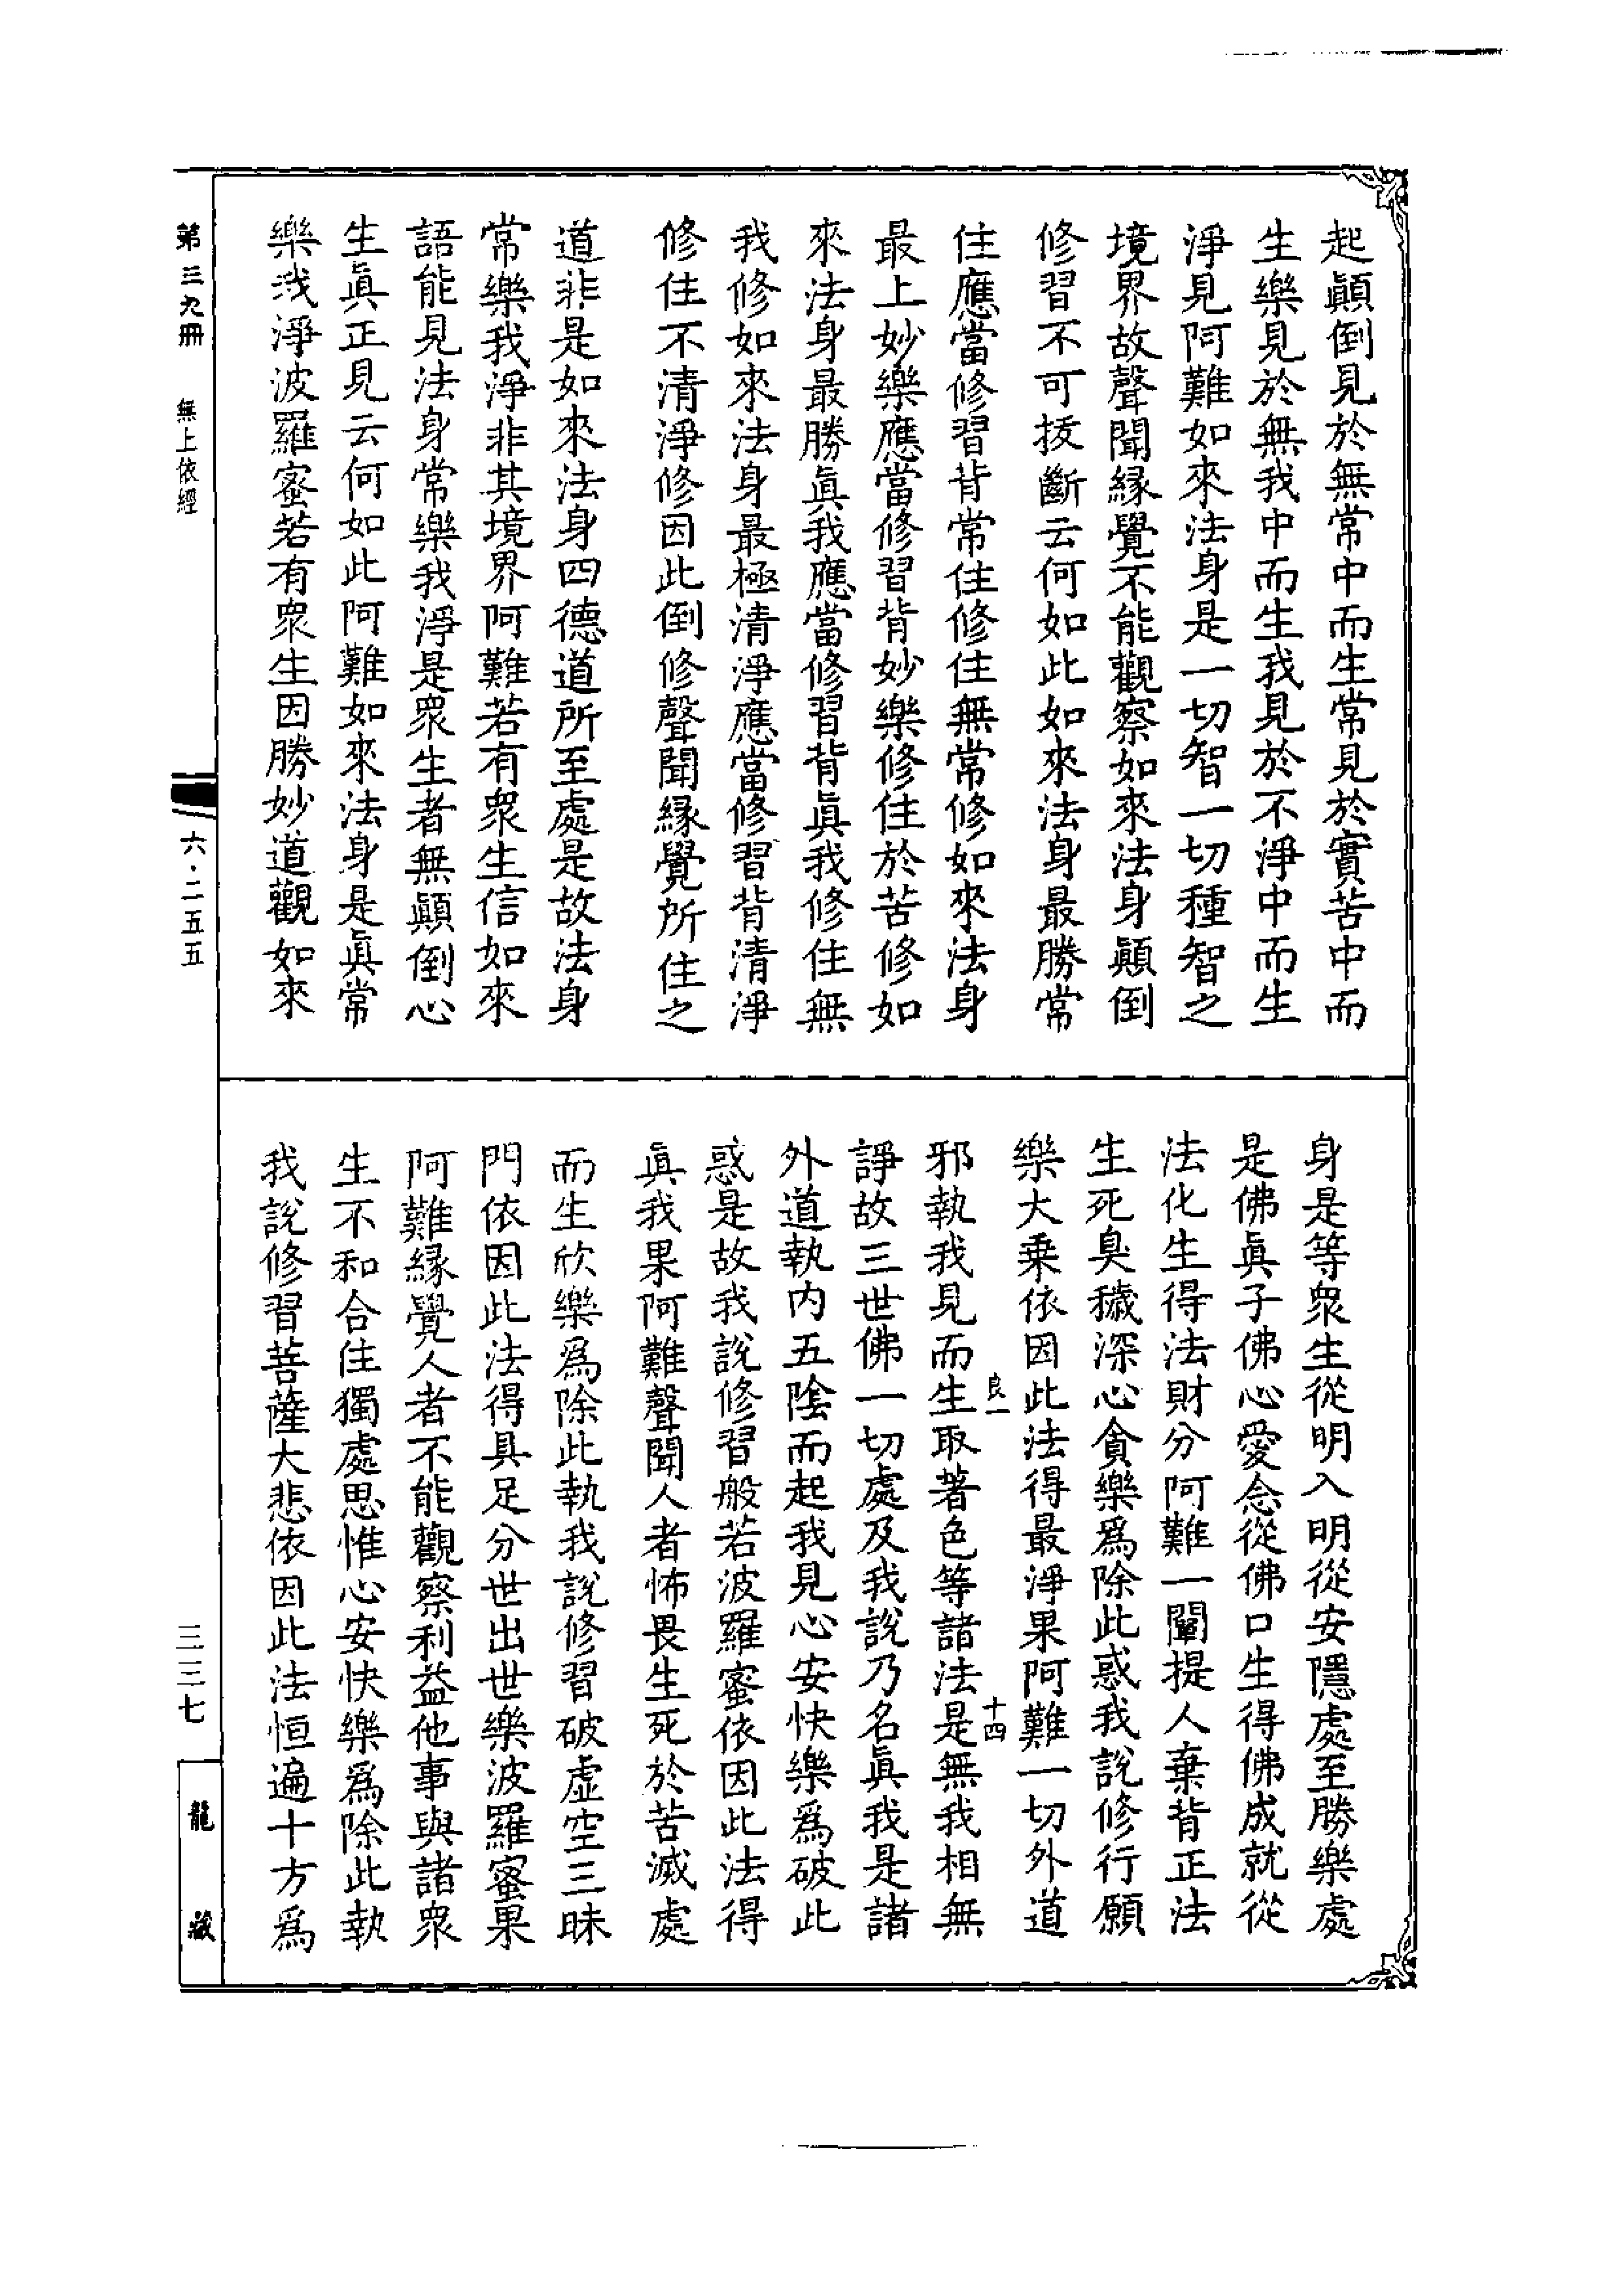 起顚倒見於無常中而生常見於實苦中而
生樂見於無我中而生我見於不淨中而生
淨見阿難如來法身是一切智一切種智之
境界故聲聞緣覺不能觀察如來法身顚倒
修習不可拔斷云何如此如來法身最勝常
住應當修習背常住修住無常修如來法身
最上妙樂應當修習背妙樂修住於苦修如
來法身最勝眞我應當修習背眞我修住無
我修如來法身最極清淨應當修習背清淨
修住不清淨修因此倒修聲聞緣覺所住之
道非是如來法身四德道所至處是故法身
常樂我淨非其境界阿難若有衆生信如來
語能見法身常樂我淨是衆生者無顚倒心
生眞正見云何如此阿難如來法身是眞常
樂我淨波羅蜜若有衆生因勝妙道觀如來
身是等衆生從明入明從安隱處至勝樂處
是佛眞子佛心愛念從佛口生得佛成就從
法化生得法財分阿難一闡提人棄背正法
生死臭穢深心貪樂爲除此惑我說修行願
樂大乘依因此法得最淨果阿難一切外道
良一 十四
邪執我見而生取著色等諸法是無我相無
諍故三世佛一切處及我說乃名眞我是諸
外道執内五陰而起我見心安快樂爲破此
惑是故我說修習般若波羅蜜依因此法得
眞我果阿難聲聞人者怖畏生死於苦滅處
而生欣樂爲除此執我說修習破虛空三昧
門依因此法得具足分世出世樂波羅蜜果
阿難緣覺人者不能觀察利益他事與諸衆
生不和合住獨處思惟心安快樂爲除此執
我說修習菩薩大悲依因此法恒遍十方爲
第三九冊 無上依經
六·二五五
三三七
龍藏